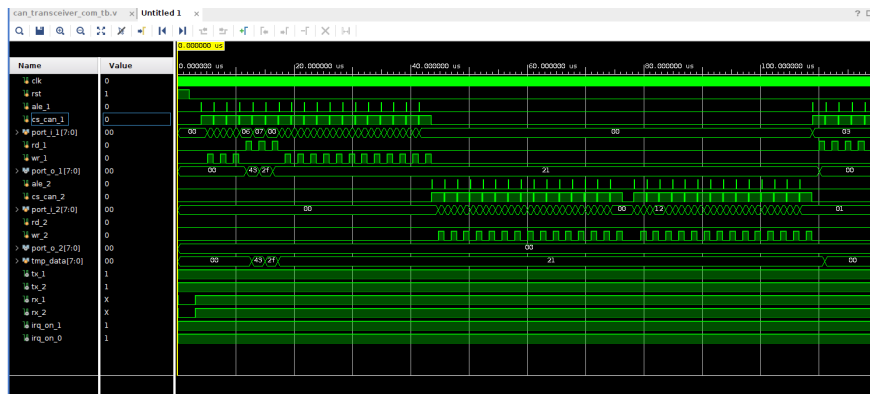 can_transceiver_com_tb.v × Untitled 1 ×
?
0.000000 us
Name Value
0.000000 us 20.000000 us 40.000000 us 60.000000 us 80.000000 us 100.000000 us
clk 0
rst 1
ale_1 0
cs_can_1 0
port_i_1[7:0] 00 00 06 07 00 00 03
rd_1 0
wr_1 0
port_o_1[7:0] 00 00 43 2f 21 00
ale_2 0
cs_can_2 0
port_i_2[7:0] 00 00 00 12 01
rd_2 0
wr_2 0
port_o_2[7:0] 00 00
tmp_data[7:0] 00 00 43 2f 21 00
tx_1 1
tx_2 1
rx_1 X
rx_2 X
irq_on_1 1
irq_on_0 1